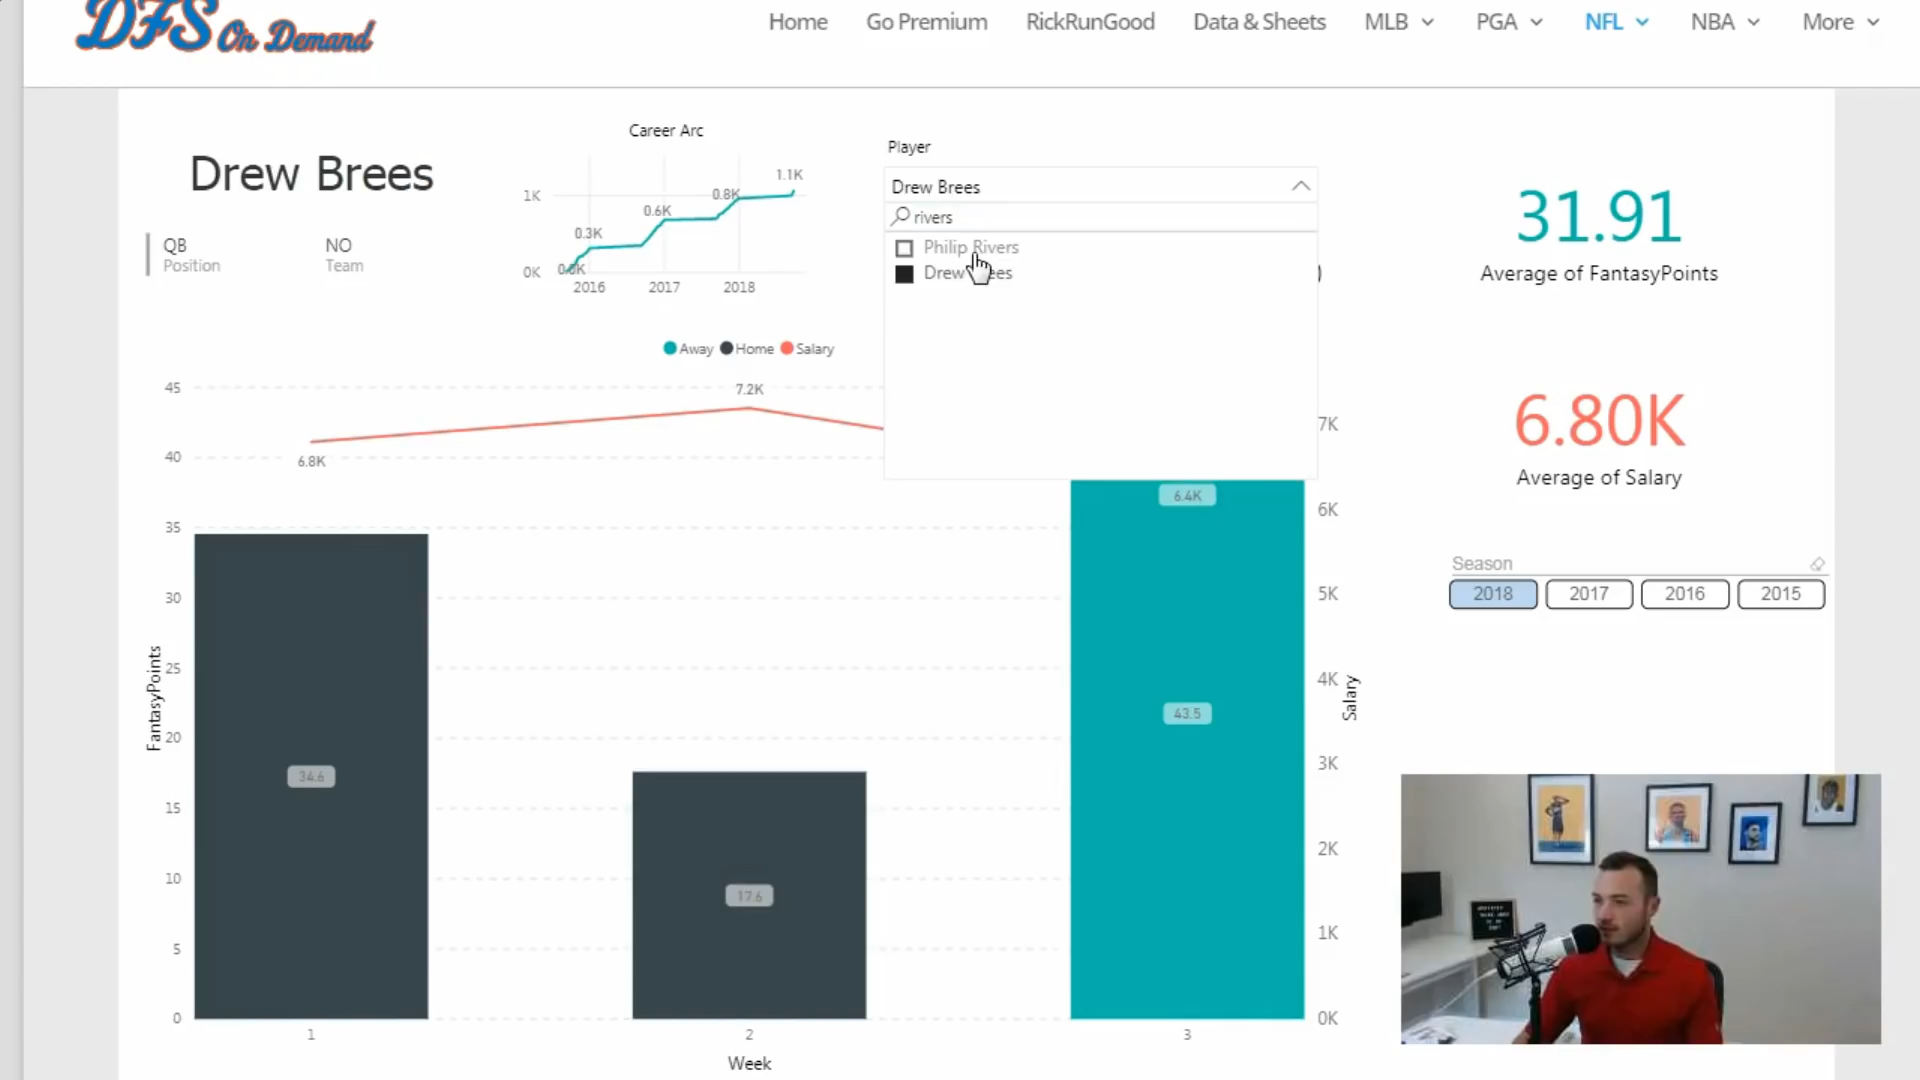 DFS On Demand
Home Go Premium RickRunGood Data & Sheets MLB PGA NFL NBA More
Drew Brees
QB
Position
NO
Team
Career Arc
1K
0K
0.0K
0.3K
0.6K
0.8K
1.1K
2016 2017 2018
Player
Drew Brees
rivers
Philip Rivers
Drew
31.91
Average of FantasyPoints
6.80K
Average of Salary
Season
2018 2017 2016 2015
Away Home Salary
45
40
35
30
25
20
15
10
5
0
FantasyPoints
6.8K
7.2K
6.4K
34.6
17.6
43.5
7K
6K
5K
4K
3K
2K
1K
0K
Salary
1 2 3
Week